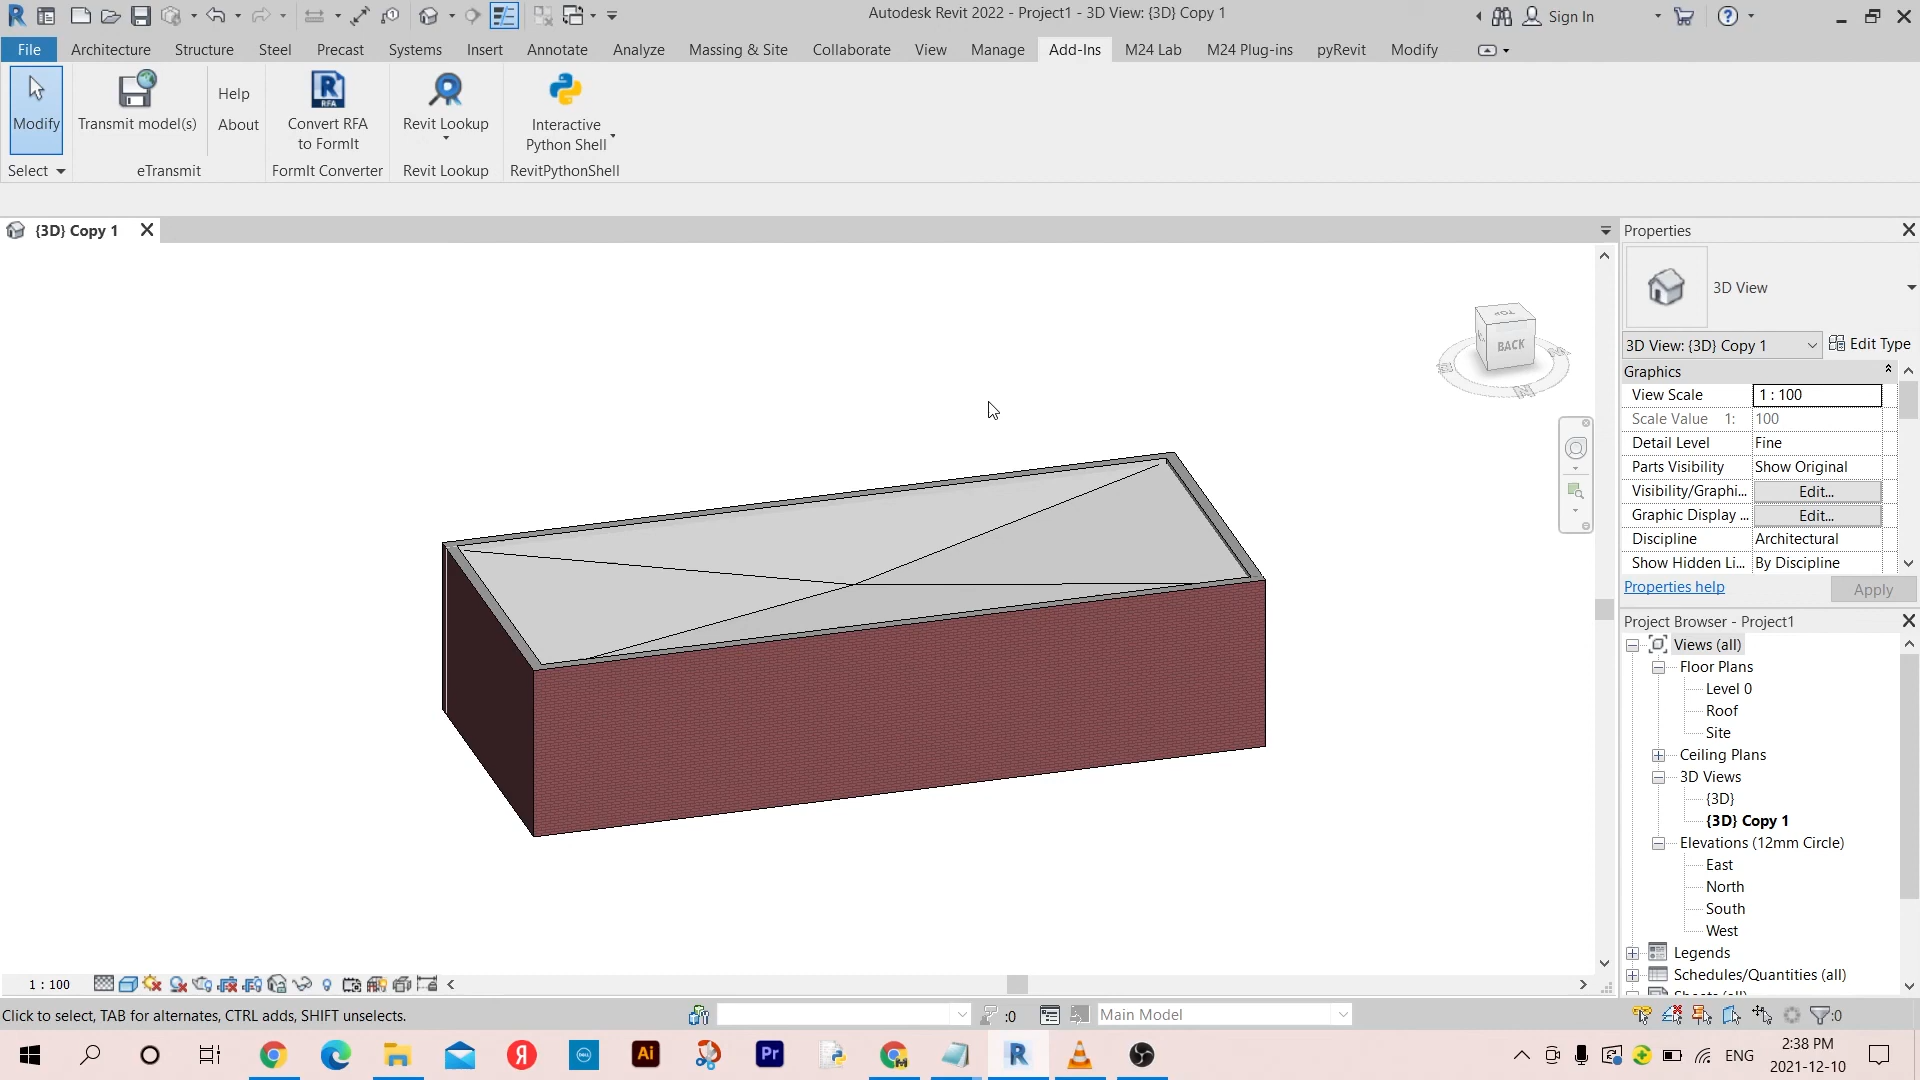 Autodesk Revit 2022 - Project1 - 3D View: {3D} Copy 1
Sign In
File Architecture Structure Steel Precast Systems Insert Annotate Analyze Massing & Site Collaborate View Manage Add-Ins M24 Lab M24 Plug-ins pyRevit Modify
Modify
Transmit model(s)
Help
About
RFA
Convert RFA
to FormIt
Revit Lookup
Interactive
Python Shell
Select
eTransmit
FormIt Converter
Revit Lookup
RevitPythonShell
{3D} Copy 1
TOP
BACK
Properties
3D View
3D View: {3D} Copy 1
Edit Type
Graphics
View Scale 1 : 100
Scale Value 1: 100
Detail Level Fine
Parts Visibility Show Original
Visibility/Graphi... Edit...
Graphic Display ... Edit...
Discipline Architectural
Show Hidden Li... By Discipline
Properties help
Apply
Project Browser - Project1
Views (all)
Floor Plans
Level 0
Roof
Site
Ceiling Plans
3D Views
{3D}
{3D} Copy 1
Elevations (12mm Circle)
East
North
South
West
Legends
Schedules/Quantities (all)
1 : 100
Click to select, TAB for alternates, CTRL adds, SHIFT unselects.
:0
Main Model
:0
Я
DELL
Ai
Pr
R
ENG
2:38 PM
2021-12-10